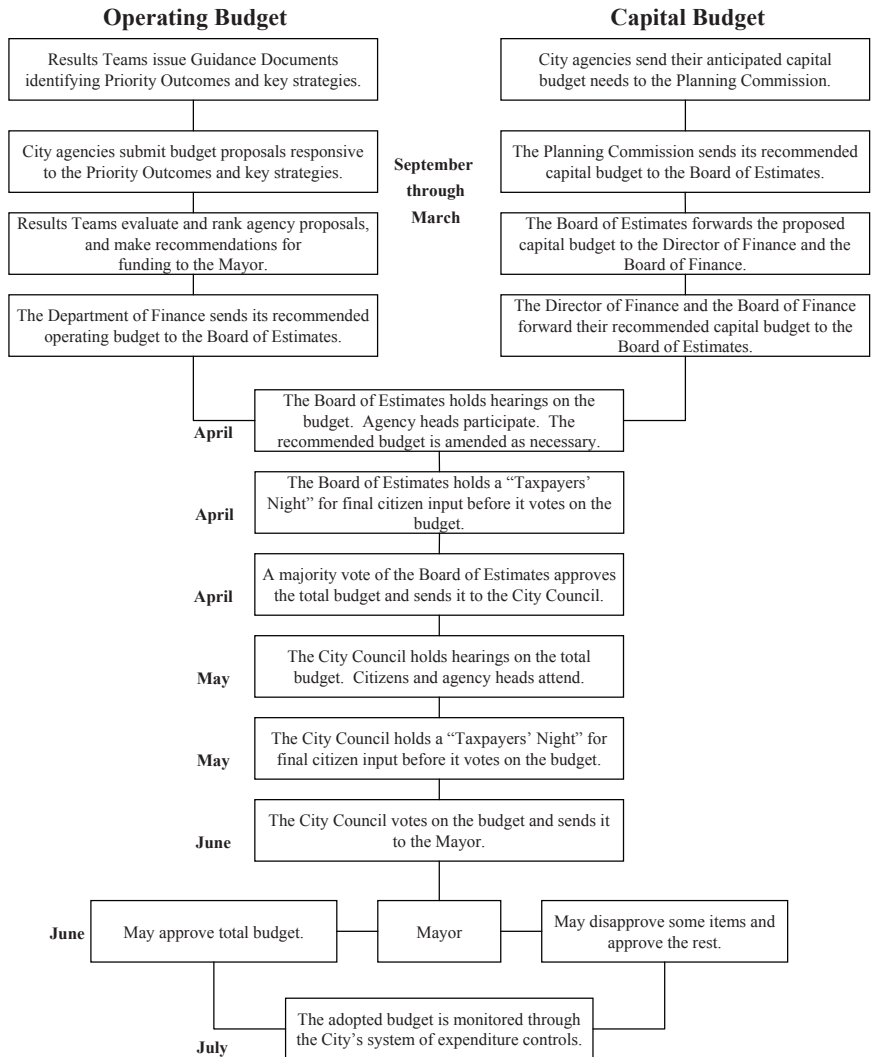 Operating Budget
Results Teams issue Guidance Documents
identifying Priority Outcomes and key strategies.
City agencies submit budget proposals responsive
to the Priority Outcomes and key strategies.
Results Teams evaluate and rank agency proposals,
and make recommendations for
funding to the Mayor.
The Department of Finance sends its recommended
operating budget to the Board of Estimates.
September
through
March
Capital Budget
City agencies send their anticipated capital
budget needs to the Planning Commission.
The Planning Commission sends its recommended
capital budget to the Board of Estimates.
The Board of Estimates forwards the proposed
capital budget to the Director of Finance and the
Board of Finance.
The Director of Finance and the Board of Finance
forward their recommended capital budget to the
Board of Estimates.
April
The Board of Estimates holds hearings on the
budget. Agency heads participate. The
recommended budget is amended as necessary.
April
The Board of Estimates holds a “Taxpayers’
Night” for final citizen input before it votes on the
budget.
April
A majority vote of the Board of Estimates approves
the total budget and sends it to the City Council.
May
The City Council holds hearings on the total
budget. Citizens and agency heads attend.
May
The City Council holds a “Taxpayers’ Night” for
final citizen input before it votes on the budget.
June
The City Council votes on the budget and sends it
to the Mayor.
June
May approve total budget.
Mayor
May disapprove some items and
approve the rest.
July
The adopted budget is monitored through
the City’s system of expenditure controls.